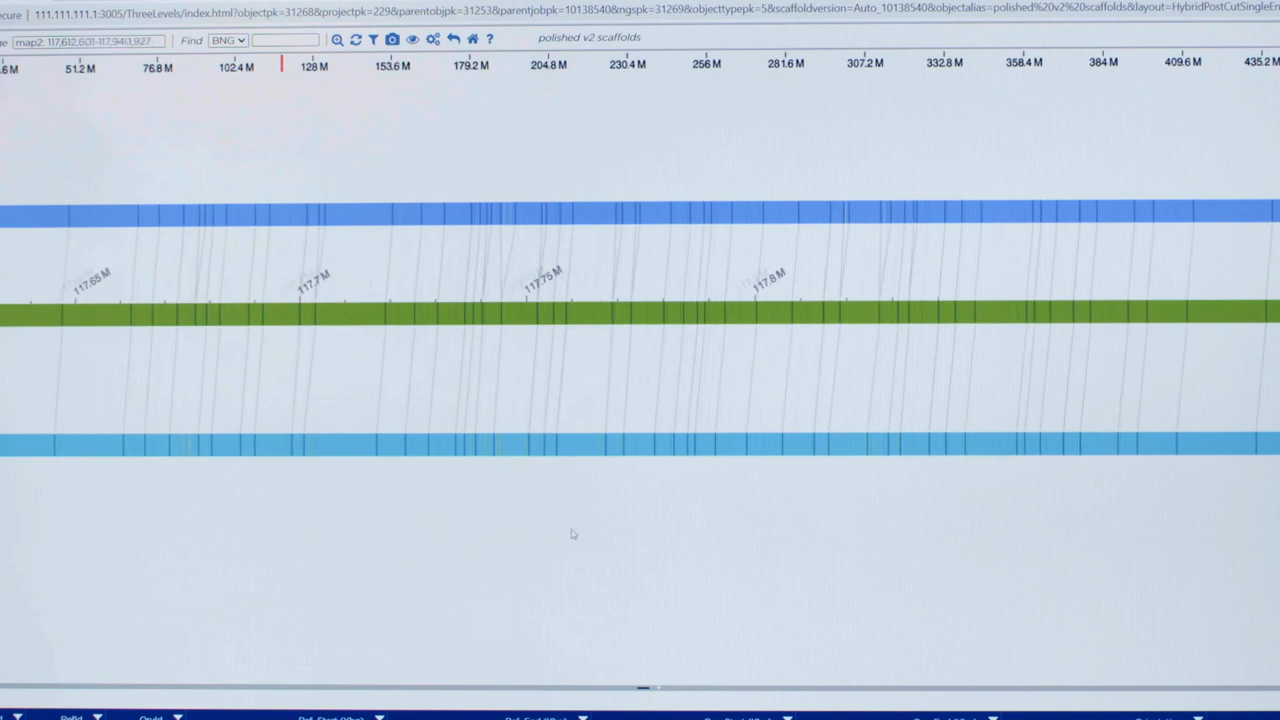 ecure | 111.111.111.1:3005/ThreeLevels/index.html?objectpk=31268&projectpk=229&parentobjpk=31253&parentjobpk=10138540&ngspk=31269&objecttypepk=5&scaffoldversion=Auto_10138540&objectalias=polished%20v2%20scaffolds&layout=HybridPostCutSingleEn
map2: 117,612,601-117,940,927 | Find BNG ? polished v2 scaffolds
.6 M 51.2 M 76.8 M 102.4 M 128 M 153.6 M 179.2 M 204.8 M 230.4 M 256 M 281.6 M 307.2 M 332.8 M 358.4 M 384 M 409.6 M 435.2 M
117.65 M 117.7 M 117.75 M 117.8 M